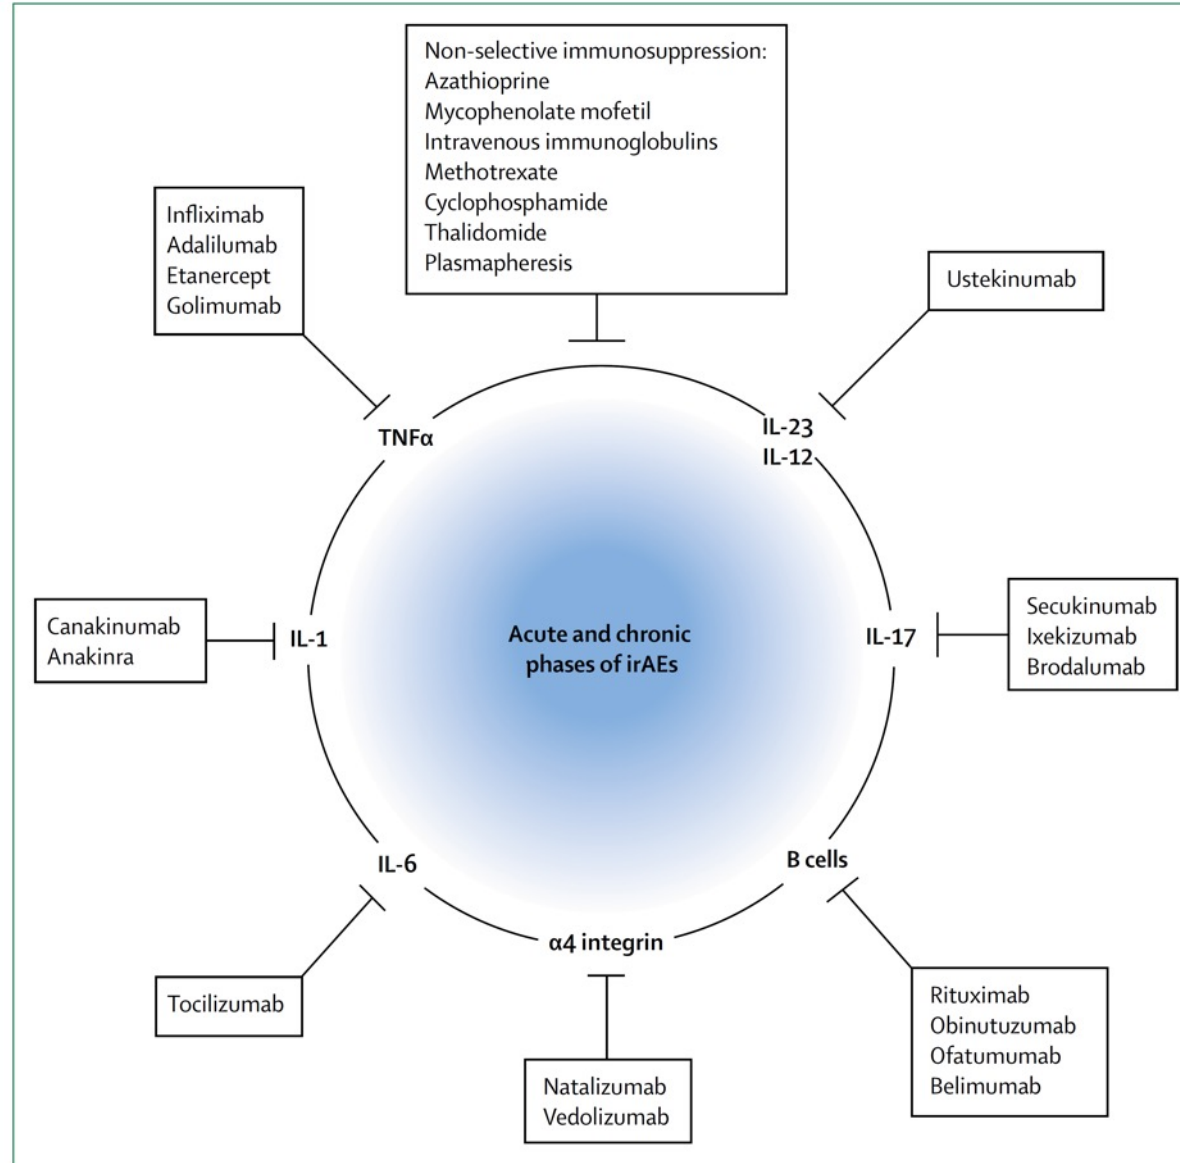 Non-selective immunosuppression:
Azathioprine
Mycophenolate mofetil
Intravenous immunoglobulins
Methotrexate
Cyclophosphamide
Thalidomide
Plasmapheresis
Infliximab
Adalilumab
Etanercept
Golimumab
Ustekinumab
TNFα
IL-23
IL-12
Canakinumab
Anakinra
IL-1
Acute and chronic
phases of irAEs
IL-17
Secukinumab
Ixekizumab
Brodalumab
IL-6
B cells
α4 integrin
Tocilizumab
Natalizumab
Vedolizumab
Rituximab
Obinutuzumab
Ofatumumab
Belimumab